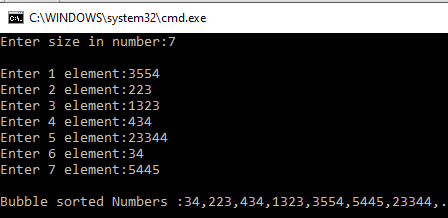 C:\WINDOWS\system32\cmd.exe
Enter size in number:7
Enter 1 element:3554
Enter 2 element:223
Enter 3 element:1323
Enter 4 element:434
Enter 5 element:23344
Enter 6 element:34
Enter 7 element:5445
Bubble sorted Numbers :34,223,434,1323,3554,5445,23344,.